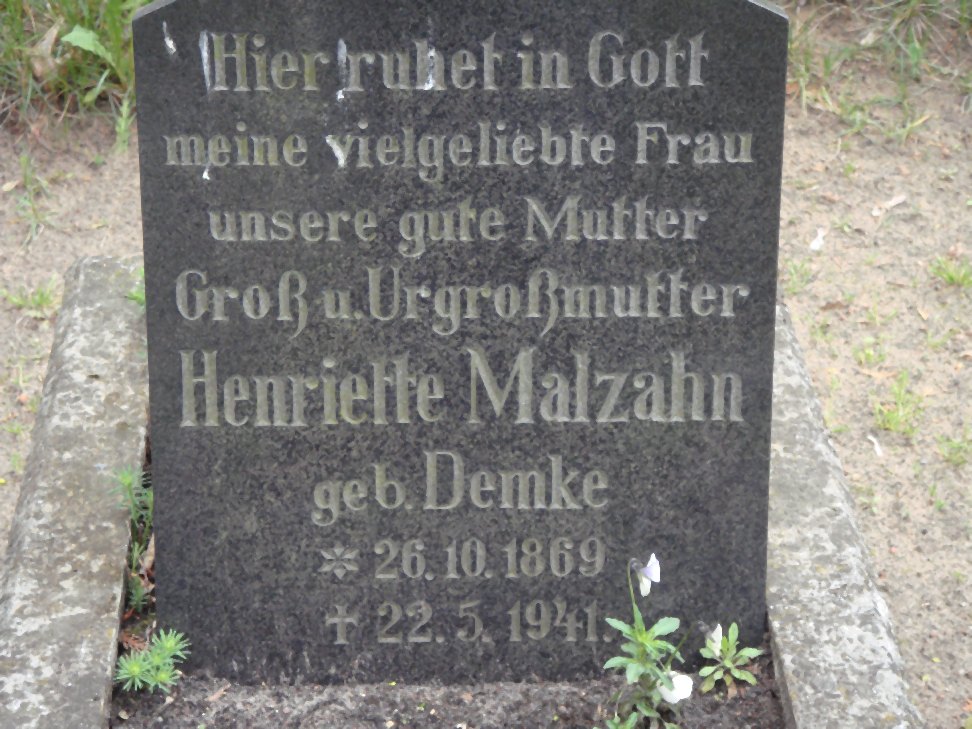 Hier ruhet in Gott
meine vielgeliebte Frau
unsere gute Mutter
Groß u. Urgroßmutter
Henriette Malzahn
geb. Demke
✲ 26.10.1869
✝ 22.5.1941.